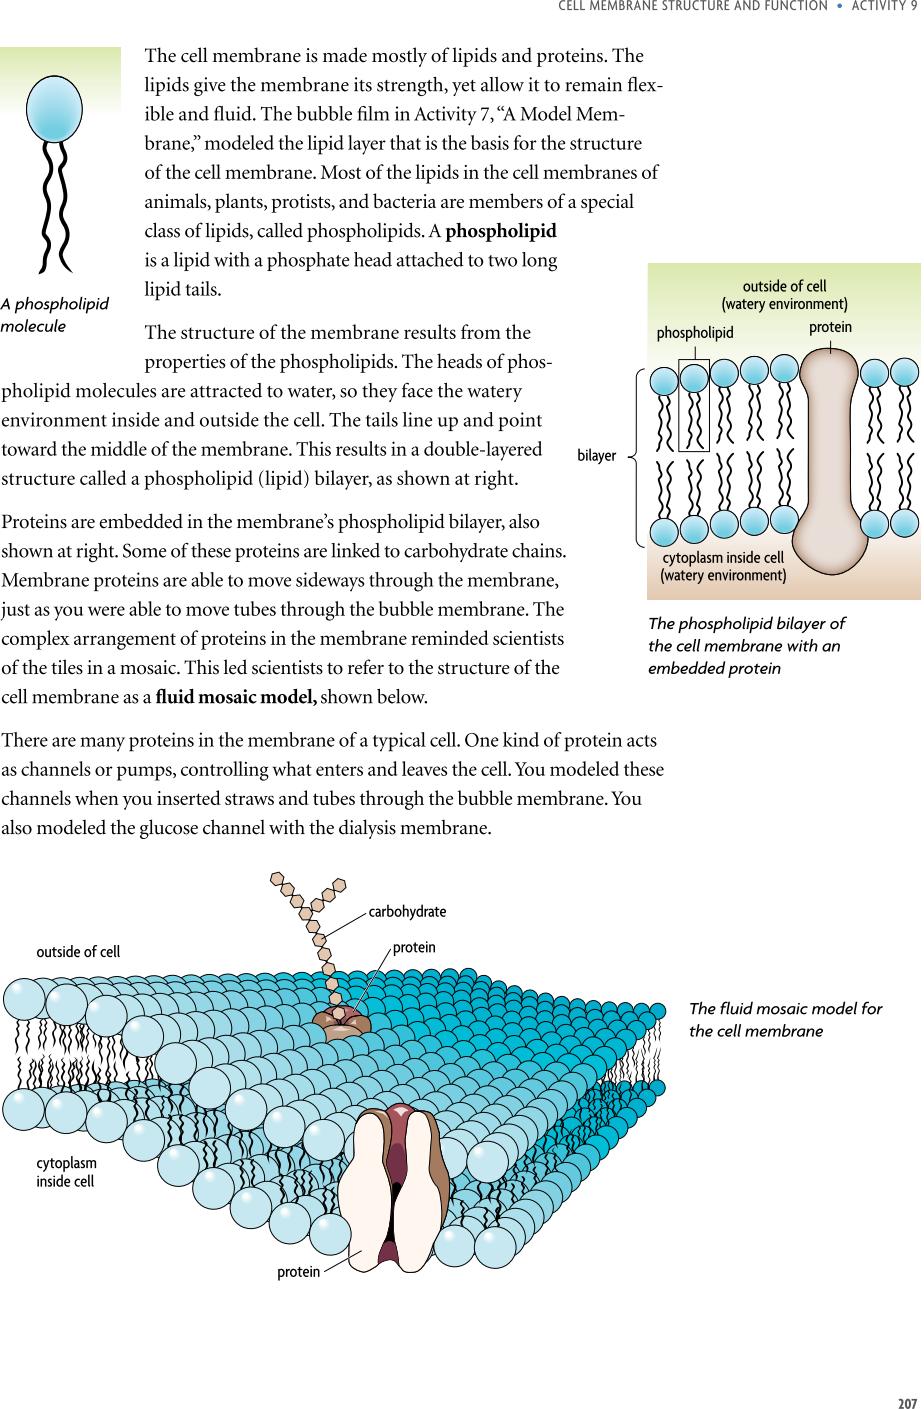 CELL MEMBRANE STRUCTURE AND FUNCTION • ACTIVITY 9
The cell membrane is made mostly of lipids and proteins. The
lipids give the membrane its strength, yet allow it to remain flex-
ible and fluid. The bubble film in Activity 7, “A Model Mem-
brane,” modeled the lipid layer that is the basis for the structure
of the cell membrane. Most of the lipids in the cell membranes of
animals, plants, protists, and bacteria are members of a special
class of lipids, called phospholipids. A phospholipid
is a lipid with a phosphate head attached to two long
lipid tails.
A phospholipid
molecule
The structure of the membrane results from the
properties of the phospholipids. The heads of phos-
pholipid molecules are attracted to water, so they face the watery
environment inside and outside the cell. The tails line up and point
toward the middle of the membrane. This results in a double-layered
structure called a phospholipid (lipid) bilayer, as shown at right.
outside of cell
(watery environment)
phospholipid
protein
bilayer
cytoplasm inside cell
(watery environment)
The phospholipid bilayer of
the cell membrane with an
embedded protein
Proteins are embedded in the membrane’s phospholipid bilayer, also
shown at right. Some of these proteins are linked to carbohydrate chains.
Membrane proteins are able to move sideways through the membrane,
just as you were able to move tubes through the bubble membrane. The
complex arrangement of proteins in the membrane reminded scientists
of the tiles in a mosaic. This led scientists to refer to the structure of the
cell membrane as a fluid mosaic model, shown below.
There are many proteins in the membrane of a typical cell. One kind of protein acts
as channels or pumps, controlling what enters and leaves the cell. You modeled these
channels when you inserted straws and tubes through the bubble membrane. You
also modeled the glucose channel with the dialysis membrane.
carbohydrate
protein
outside of cell
The fluid mosaic model for
the cell membrane
cytoplasm
inside cell
protein
207